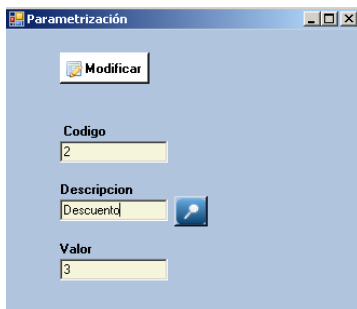 Parametrización
Modificar
Codigo
2
Descripcion
Descuento
Valor
3